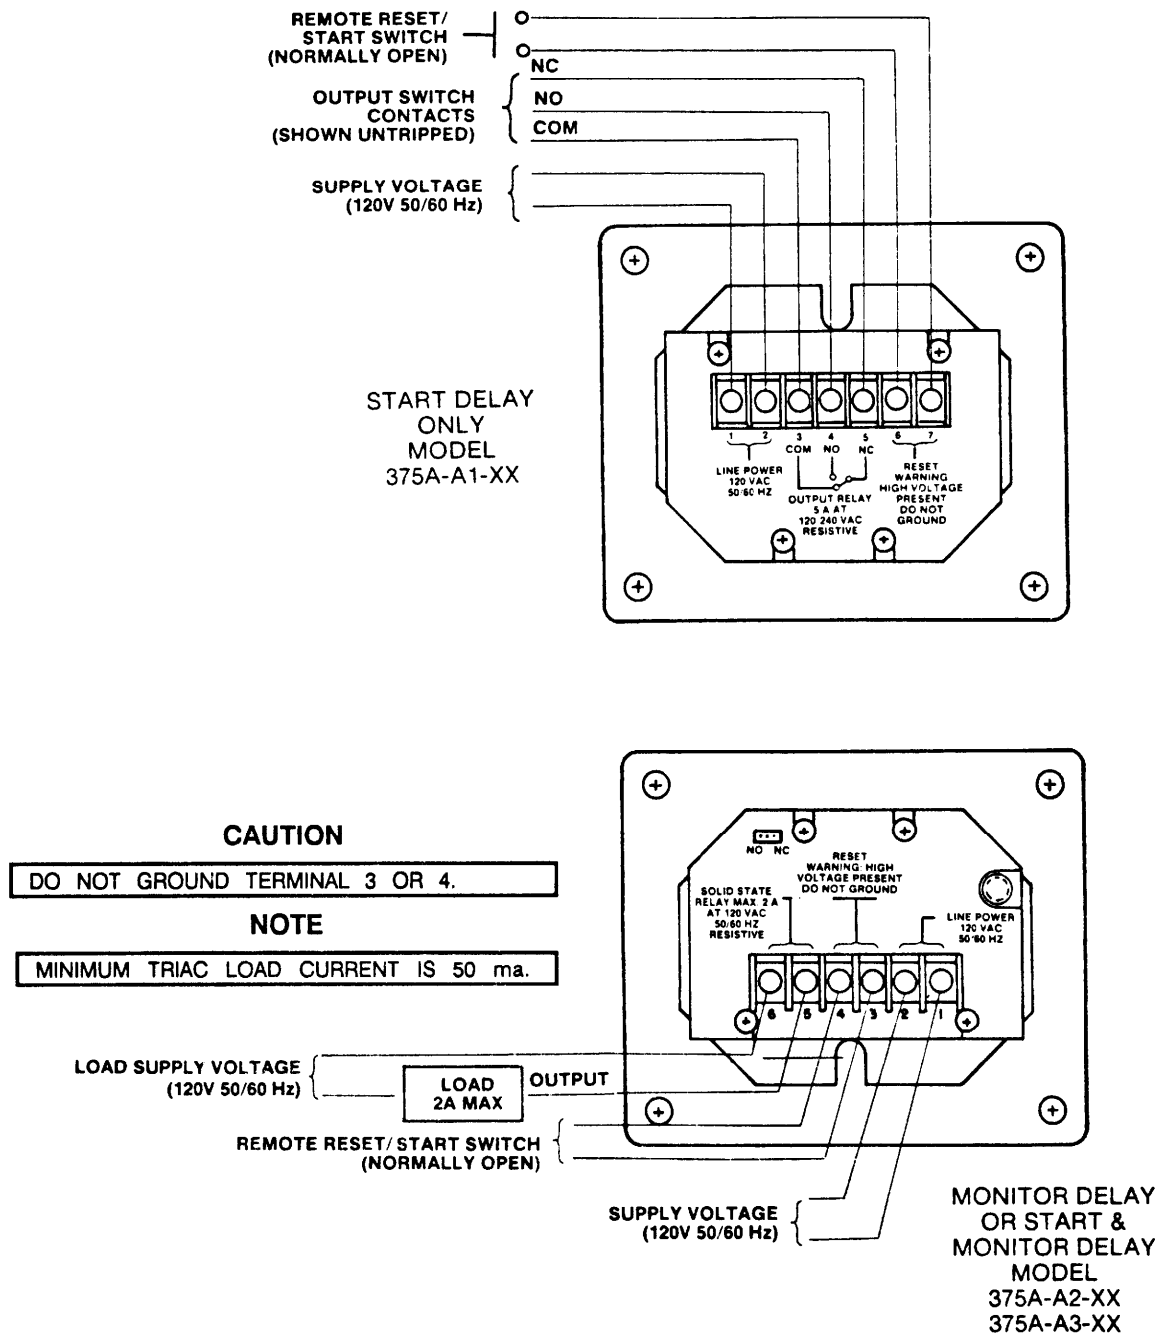 REMOTE RESET/
START SWITCH
(NORMALLY OPEN)
NC
OUTPUT SWITCH
CONTACTS
(SHOWN UNTRIPPED)
NO
COM
SUPPLY VOLTAGE
(120V 50/60 Hz)
START DELAY
ONLY
MODEL
375A-A1-XX
1 2 3 4 5 6 7
COM NO NC
LINE POWER
120 VAC
50/60 HZ
OUTPUT RELAY
5 A AT
120 240 VAC
RESISTIVE
RESET
WARNING
HIGH VOLTAGE
PRESENT
DO NOT
GROUND
CAUTION
DO NOT GROUND TERMINAL 3 OR 4.
NOTE
MINIMUM TRIAC LOAD CURRENT IS 50 ma.
NO NC
RESET
WARNING: HIGH
VOLTAGE PRESENT
DO NOT GROUND
SOLID STATE
RELAY MAX. 2 A
AT 120 VAC
50/60 HZ
RESISTIVE
LINE POWER
120 VAC
50/60 HZ
6 5 4 3 2 1
LOAD SUPPLY VOLTAGE
(120V 50/60 Hz)
LOAD
2A MAX
OUTPUT
REMOTE RESET/START SWITCH
(NORMALLY OPEN)
SUPPLY VOLTAGE
(120V 50/60 Hz)
MONITOR DELAY
OR START &
MONITOR DELAY
MODEL
375A-A2-XX
375A-A3-XX